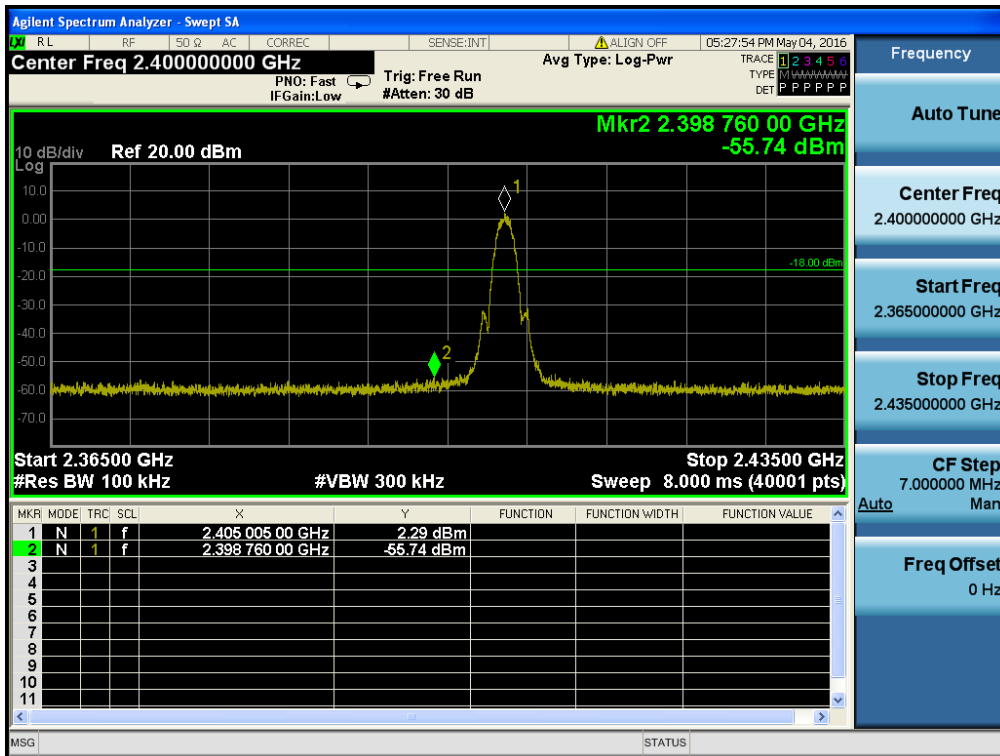 Agilent Spectrum Analyzer - Swept SA
LXI RL RF 50 Ω AC CORREC SENSE:INT ALIGN OFF 05:27:54 PM May 04, 2016
Center Freq 2.400000000 GHz
PNO: Fast
IFGain:Low
Trig: Free Run
#Atten: 30 dB
Avg Type: Log-Pwr
TRACE 1 2 3 4 5 6
TYPE M
DET P P P P P P
Mkr2 2.398 760 00 GHz
-55.74 dBm
10 dB/div Ref 20.00 dBm
Log
10.0
0.00
-10.0
-20.0
-30.0
-40.0
-50.0
-60.0
-70.0
1
-18.00 dBm
2
Start 2.36500 GHz Stop 2.43500 GHz
#Res BW 100 kHz #VBW 300 kHz Sweep 8.000 ms (40001 pts)
MKR MODE TRC SCL X Y FUNCTION FUNCTION WIDTH FUNCTION VALUE
1 N 1 f 2.405 005 00 GHz 2.29 dBm
2 N 1 f 2.398 760 00 GHz -55.74 dBm
3
4
5
6
7
8
9
10
11
MSG STATUS
Frequency
Auto Tune
Center Freq
2.400000000 GHz
Start Freq
2.365000000 GHz
Stop Freq
2.435000000 GHz
CF Step
7.000000 MHz
Auto Man
Freq Offset
0 Hz